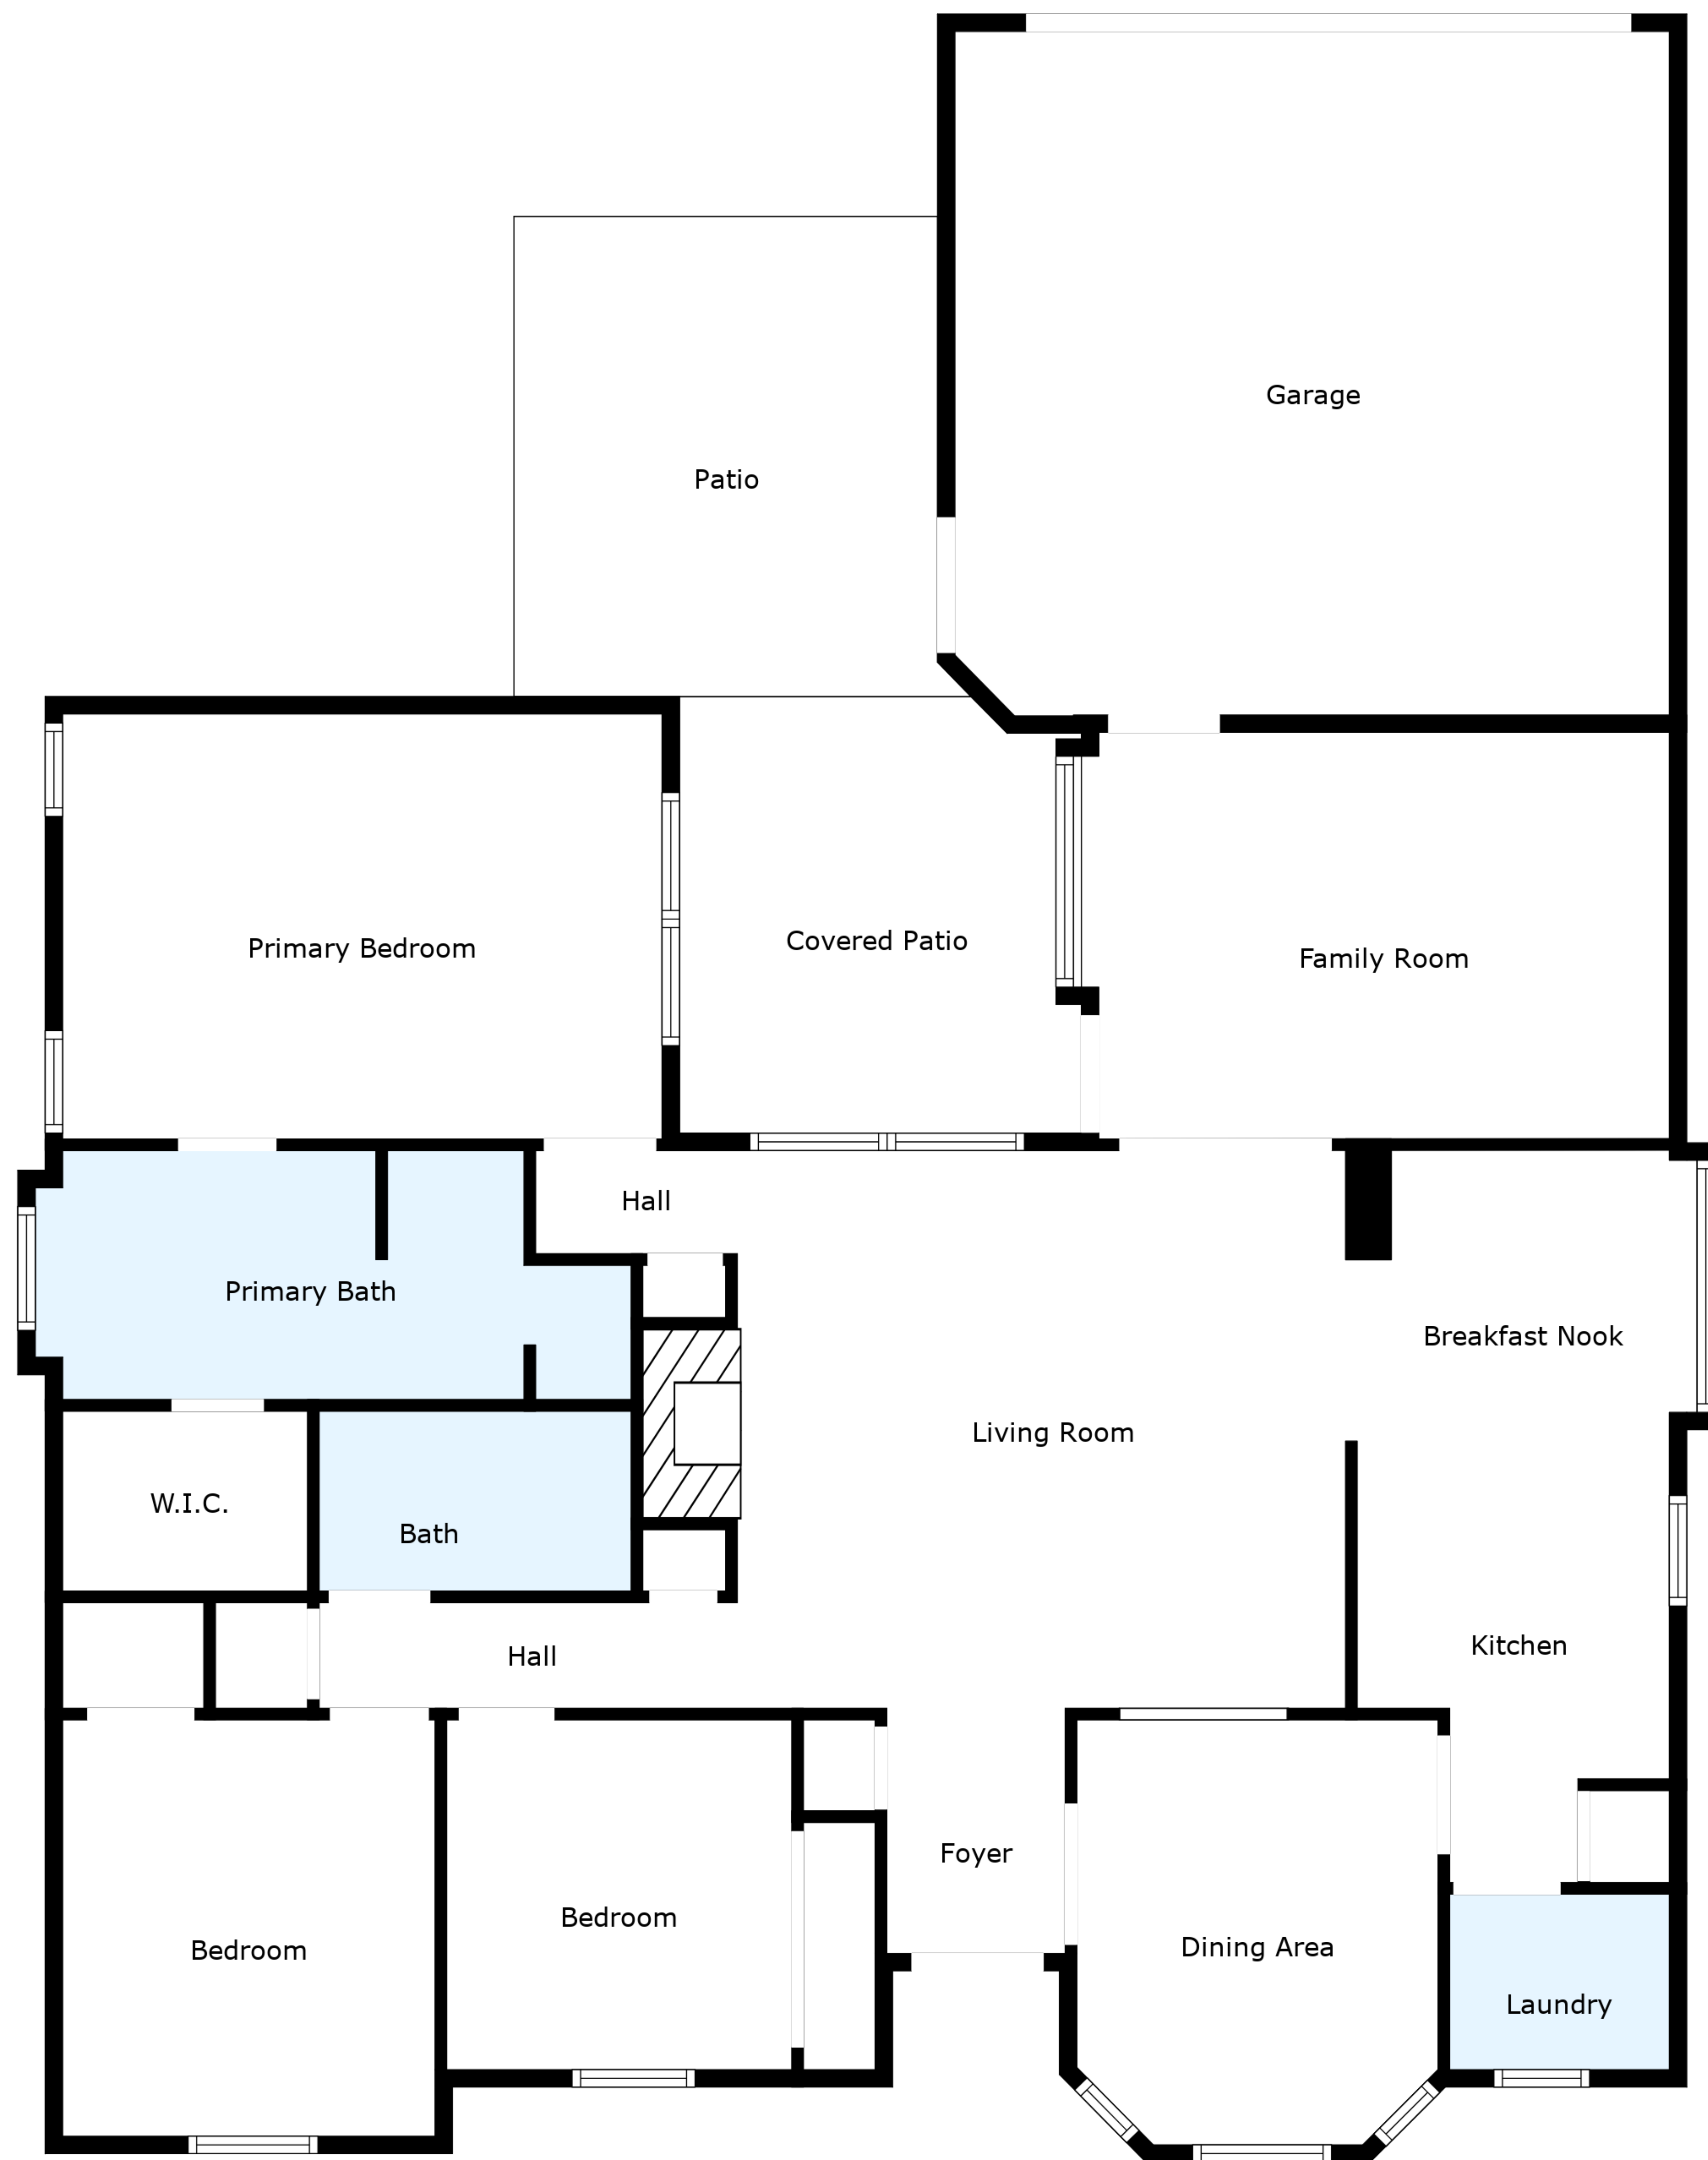 Garage
Patio
Primary Bedroom
Covered Patio
Family Room
Hall
Primary Bath
Breakfast Nook
Living Room
W.I.C.
Bath
Kitchen
Hall
Foyer
Bedroom
Bedroom
Dining Area
Laundry